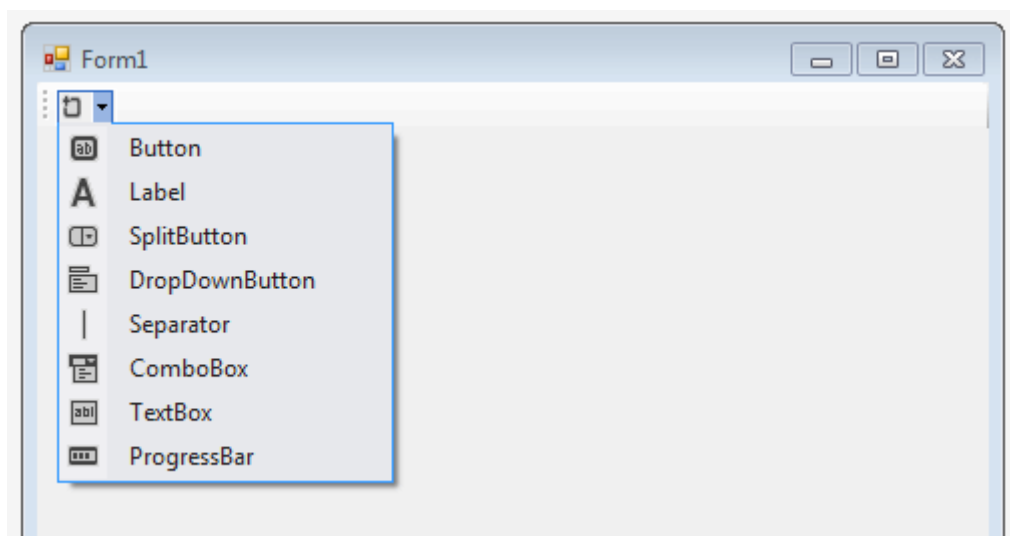 Form1
Button
Label
SplitButton
DropDownButton
Separator
ComboBox
TextBox
ProgressBar